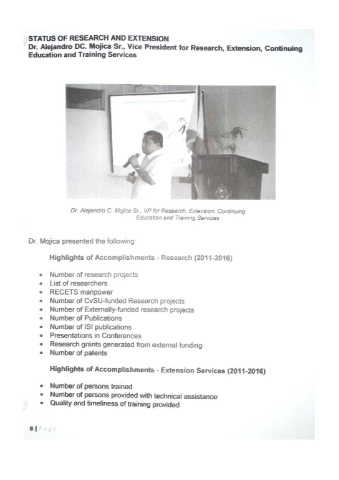 STATUS OF RESEARCH AND EXTENSION
Dr. Alejandro DC. Mojica Sr., Vice President for Research, Extension, Continuing
Education and Training Services
Dr. Alejandro C. Mojica Sr., VP for Research, Extension, Continuing
Education and Training Services
Dr. Mojica presented the following:
Highlights of Accomplishments - Research (2011-2016)
• Number of research projects
• List of researchers
• RECETS manpower
• Number of CvSU-funded Research projects
• Number of Externally-funded research projects
• Number of Publications
• Number of ISI publications
• Presentations in Conferences
• Research grants generated from external funding
• Number of patents
Highlights of Accomplishments - Extension Services (2011-2016)
• Number of persons trained
• Number of persons provided with technical assistance
• Quality and timeliness of training provided
8 | Page